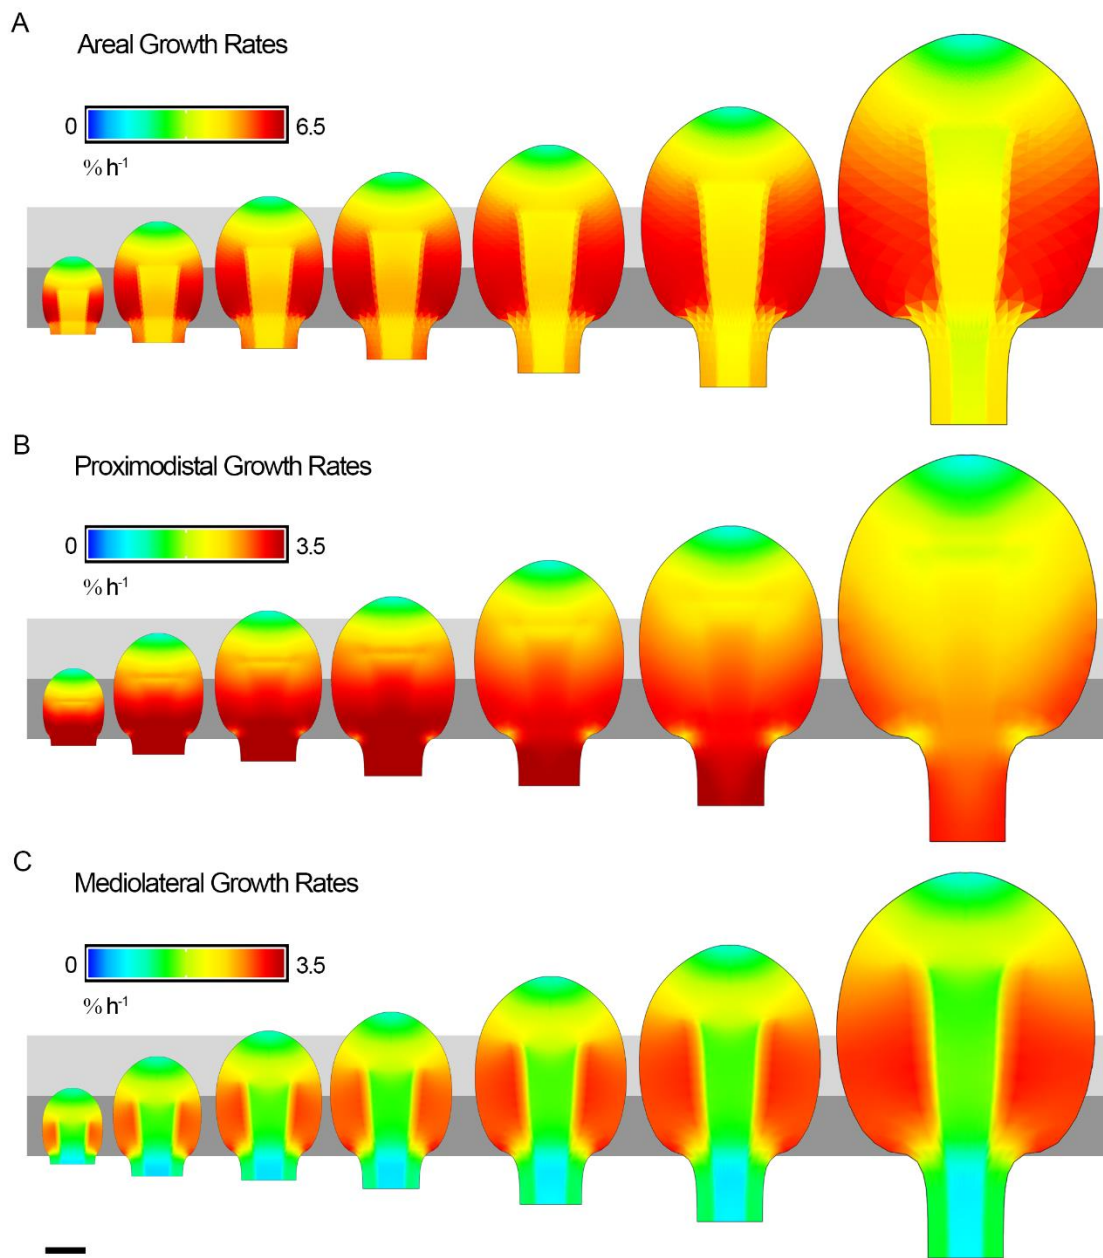 A
Areal Growth Rates
0 6.5
% h-1
B
Proximodistal Growth Rates
0 3.5
% h-1
C
Mediolateral Growth Rates
0 3.5
% h-1